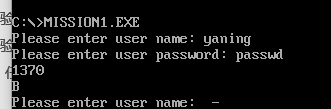 C:\>MISSION1.EXE
Please enter user name: yaning
Please enter user password: passwd
1370
B
Please enter user name: _